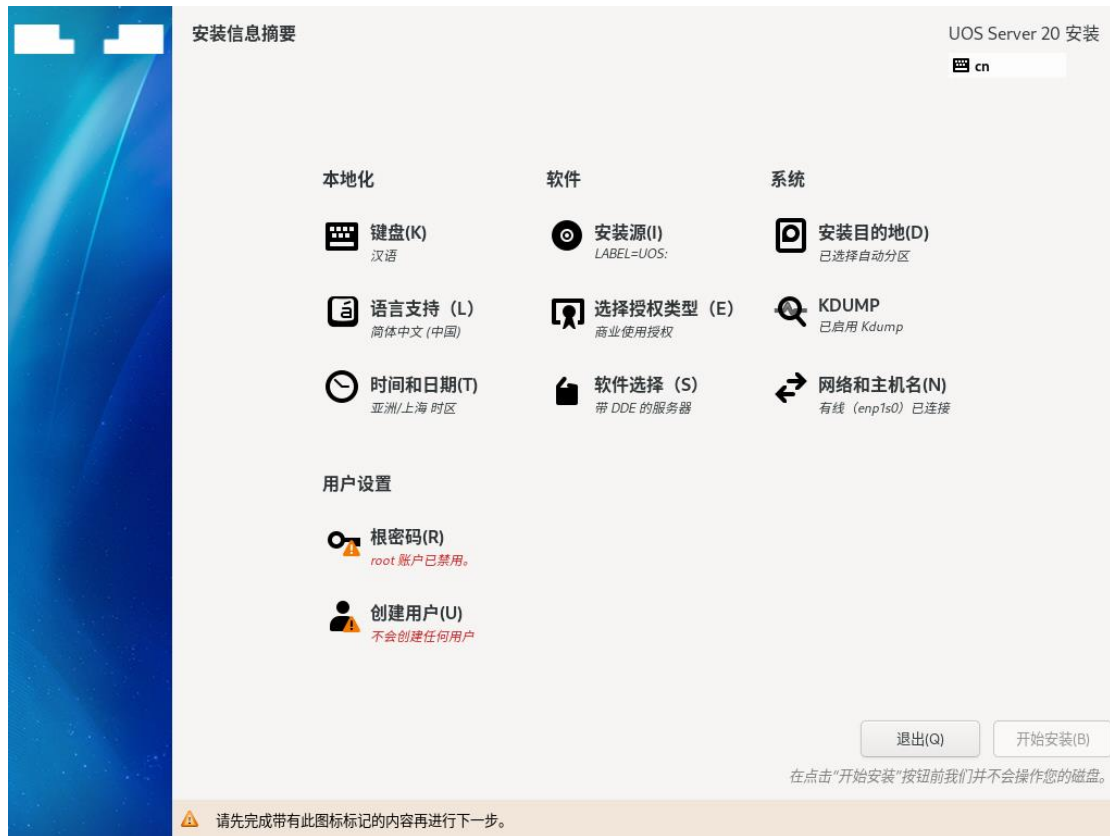 安装信息摘要
UOS Server 20 安装
cn
本地化
键盘(K)
汉语
语言支持（L）
简体中文 (中国)
时间和日期(T)
亚洲/上海 时区
软件
安装源(I)
LABEL=UOS:
选择授权类型（E）
商业使用授权
软件选择（S）
带 DDE 的服务器
系统
安装目的地(D)
已选择自动分区
KDUMP
已启用 Kdump
网络和主机名(N)
有线（enp1s0）已连接
用户设置
根密码(R)
root 账户已禁用。
创建用户(U)
不会创建任何用户
退出(Q)
开始安装(B)
在点击"开始安装"按钮前我们并不会操作您的磁盘。
请先完成带有此图标标记的内容再进行下一步。